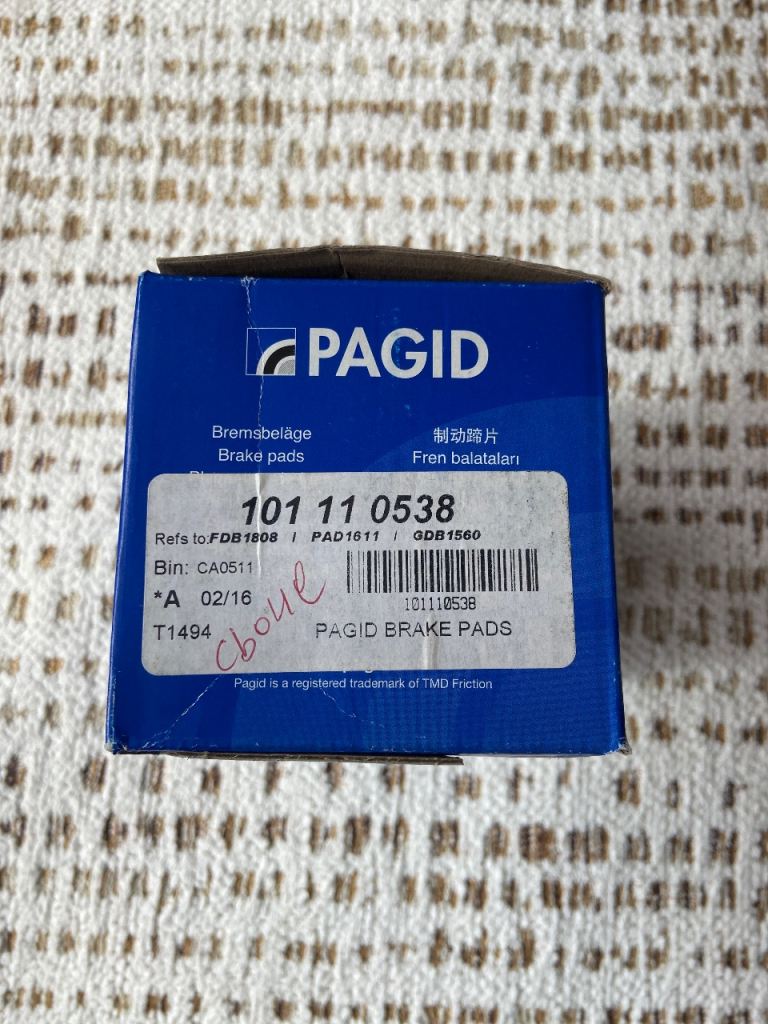 PAGID
Bremsbeläge
Brake pads
制动蹄片
Fren balataları
101 11 0538
Refs to:FDB1808 / PAD1611 / GDB1560
Bin: CA0511
*A 02/16
101110538
T1494
PAGID BRAKE PADS
Pagid is a registered trademark of TMD Friction